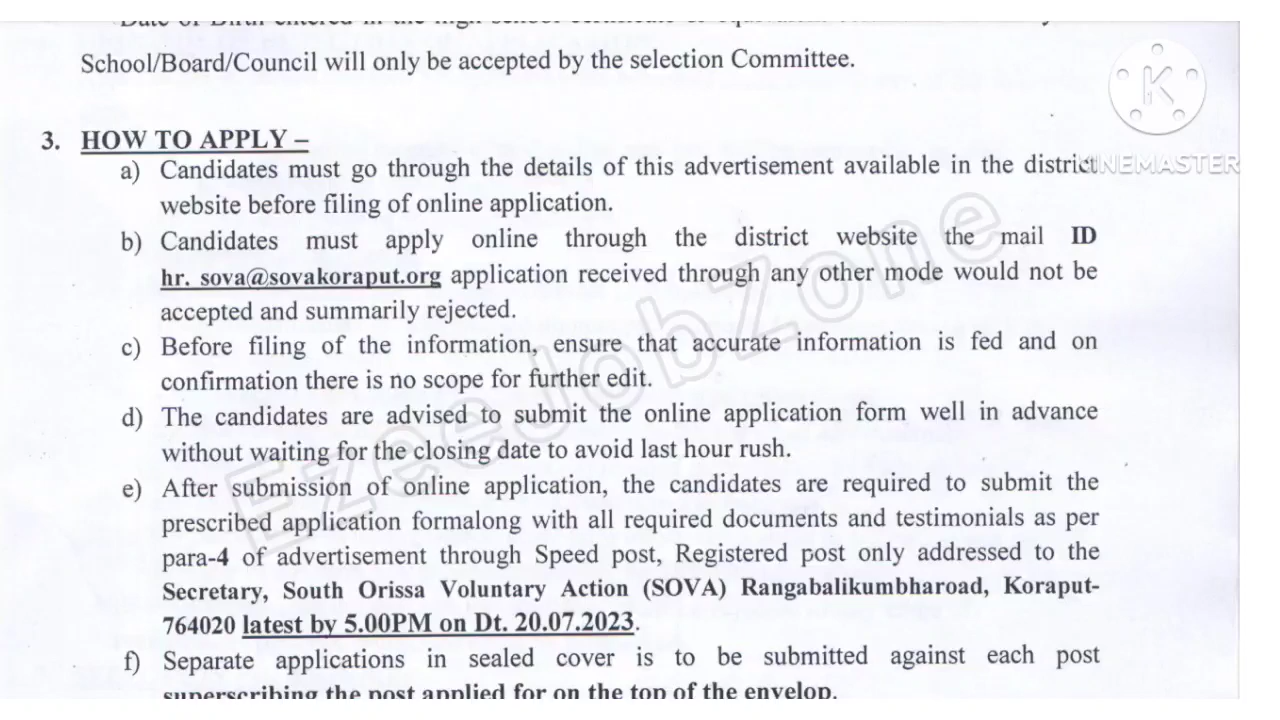 School/Board/Council will only be accepted by the selection Committee.
3. HOW TO APPLY –
a) Candidates must go through the details of this advertisement available in the district
website before filing of online application.
b) Candidates must apply online through the district website the mail ID
hr. sova@sovakoraput.org application received through any other mode would not be
accepted and summarily rejected.
c) Before filing of the information, ensure that accurate information is fed and on
confirmation there is no scope for further edit.
d) The candidates are advised to submit the online application form well in advance
without waiting for the closing date to avoid last hour rush.
e) After submission of online application, the candidates are required to submit the
prescribed application formalong with all required documents and testimonials as per
para-4 of advertisement through Speed post, Registered post only addressed to the
Secretary, South Orissa Voluntary Action (SOVA) Rangabalikumbharoad, Koraput-
764020 latest by 5.00PM on Dt. 20.07.2023.
f) Separate applications in sealed cover is to be submitted against each post
superscribing the post applied for on the top of the envelop.
EzeeJobZone
K
KINEMASTER